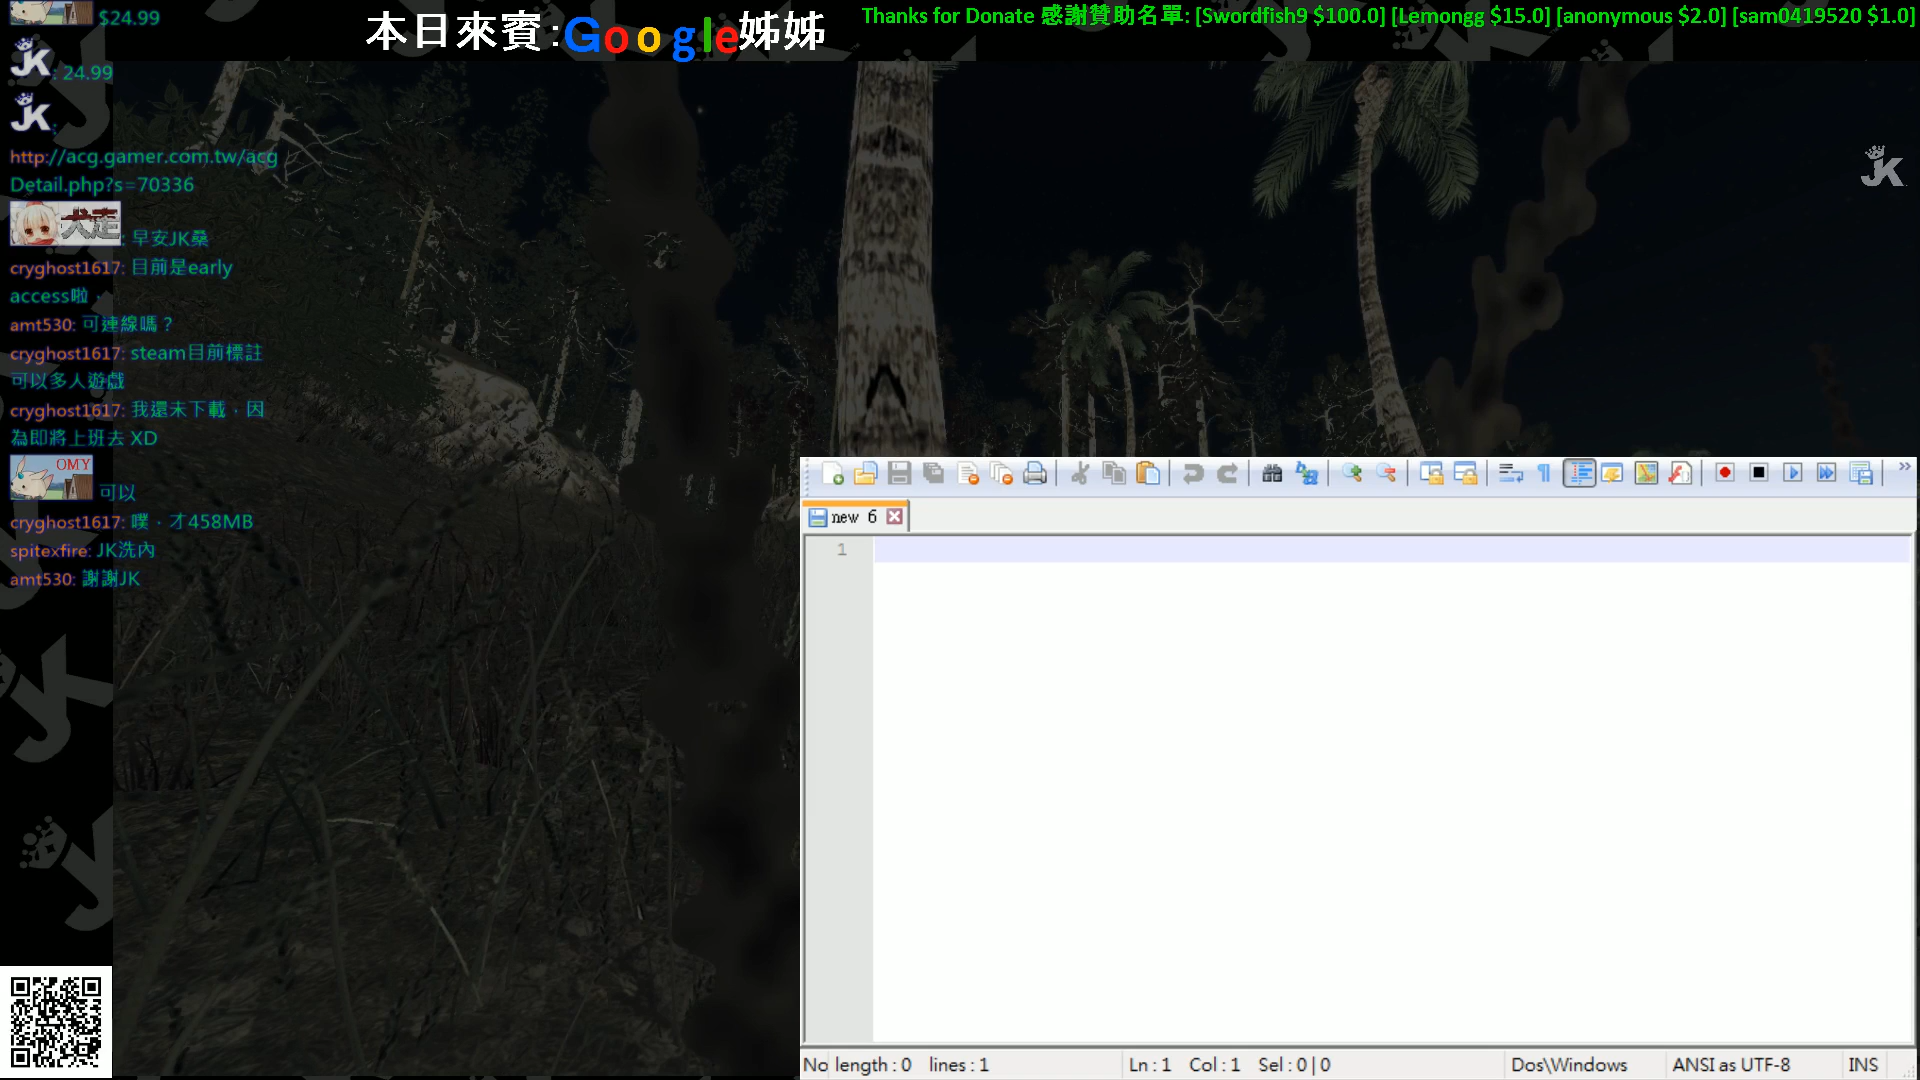 $24.99
本日來賓:Google姊姊
Thanks for Donate 感謝贊助名單: [Swordfish9 $100.0] [Lemongg $15.0] [anonymous $2.0] [sam0419520 $1.0]
JK: 24.99
JK:
http://acg.gamer.com.tw/acg
Detail.php?s=70336
犬走: 早安JK桑
cryghost1617: 目前是early
access啦，
amt530: 可連線嗎？
cryghost1617: steam目前標註
可以多人遊戲
cryghost1617: 我還未下載，因
為即將上班去 XD
OMY 可以
cryghost1617: 噗，才458MB
spitexfire: JK洗內
amt530: 謝謝JK
JK
new 6
1
No length : 0 lines : 1 Ln : 1 Col : 1 Sel : 0 | 0 Dos\Windows ANSI as UTF-8 INS